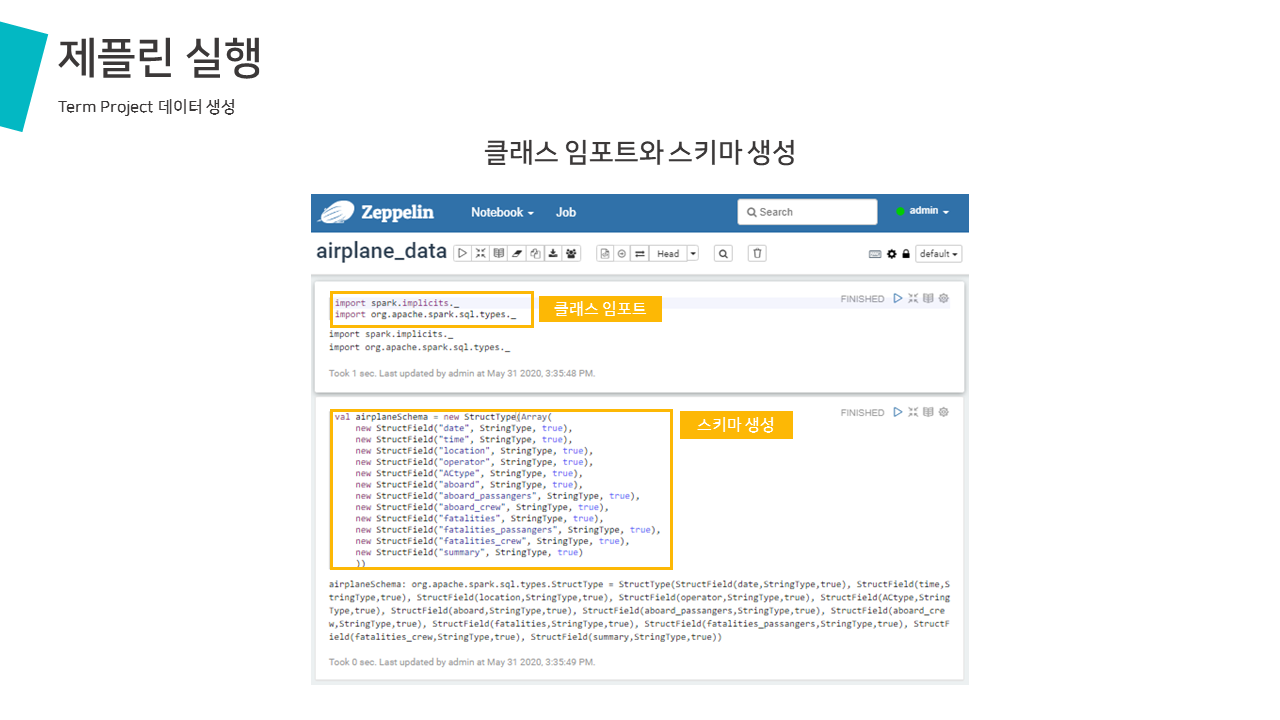 제플린 실행
Term Project 데이터 생성
클래스 임포트와 스키마 생성
Zeppelin Notebook Job Search admin
airplane_data Head default
import spark.implicits._ FINISHED
import org.apache.spark.sql.types._
클래스 임포트
import spark.implicits._
import org.apache.spark.sql.types._
Took 1 sec. Last updated by admin at May 31 2020, 3:35:48 PM.
val airplaneSchema = new StructType(Array( FINISHED
new StructField("date", StringType, true),
스키마 생성
new StructField("time", StringType, true),
new StructField("location", StringType, true),
new StructField("operator", StringType, true),
new StructField("ACtype", StringType, true),
new StructField("aboard", StringType, true),
new StructField("aboard_passangers", StringType, true),
new StructField("aboard_crew", StringType, true),
new StructField("fatalities", StringType, true),
new StructField("fatalities_passangers", StringType, true),
new StructField("fatalities_crew", StringType, true),
new StructField("summary", StringType, true)
))
airplaneSchema: org.apache.spark.sql.types.StructType = StructType(StructField(date,StringType,true), StructField(time,S
tringType,true), StructField(location,StringType,true), StructField(operator,StringType,true), StructField(ACtype,String
Type,true), StructField(aboard,StringType,true), StructField(aboard_passangers,StringType,true), StructField(aboard_cre
w,StringType,true), StructField(fatalities,StringType,true), StructField(fatalities_passangers,StringType,true), StructF
ield(fatalities_crew,StringType,true), StructField(summary,StringType,true))
Took 0 sec. Last updated by admin at May 31 2020, 3:35:49 PM.